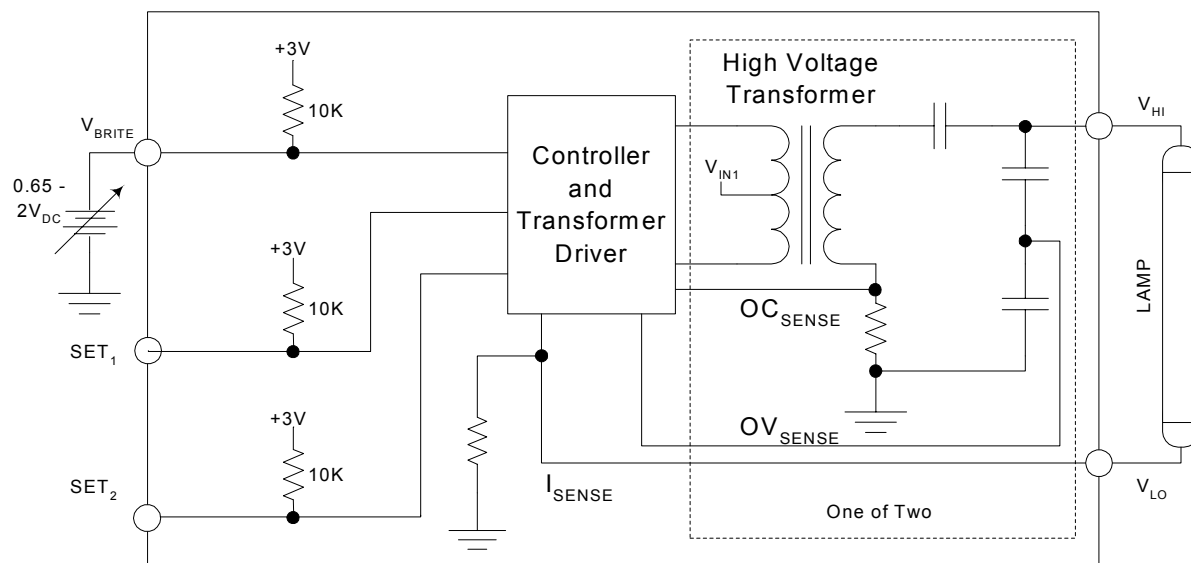 +3V
10K
V_BRITE
0.65 -
2V_DC
+3V
10K
SET_1
+3V
10K
SET_2
Controller
and
Transformer
Driver
I_SENSE
High Voltage
Transformer
V_IN1
OC_SENSE
OV_SENSE
One of Two
V_HI
LAMP
V_LO